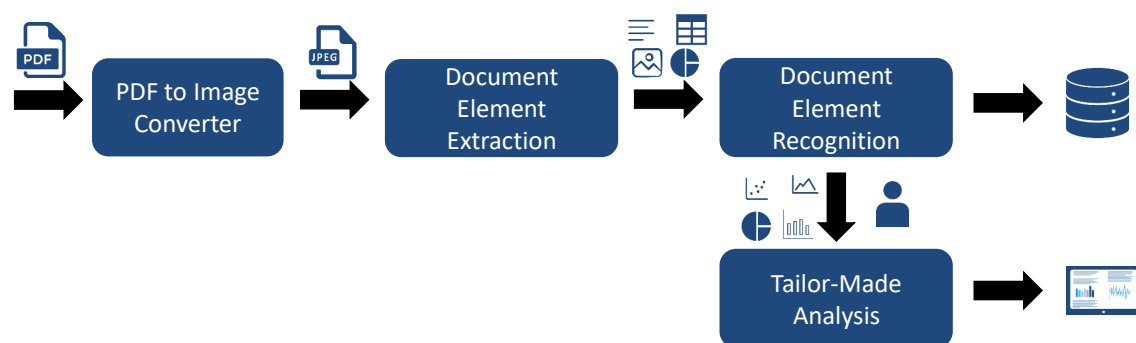 PDF
JPEG
PDF to Image
Converter
Document
Element
Extraction
Document
Element
Recognition
Tailor-Made
Analysis